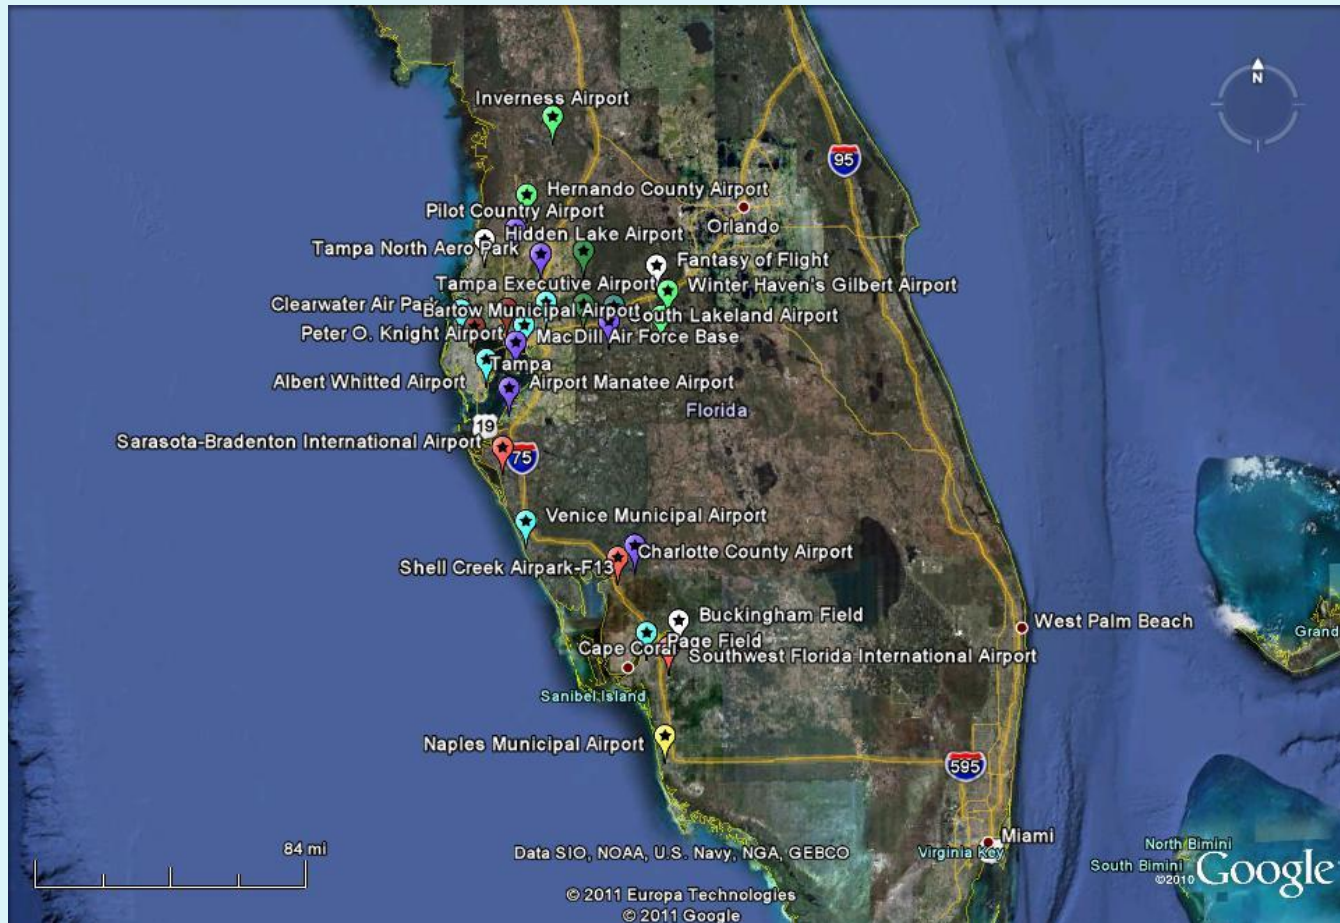 Inverness Airport
N
95
Hernando County Airport
Pilot Country Airport
Orlando
Hidden Lake Airport
Tampa North Aero Park
Fantasy of Flight
Tampa Executive Airport
Winter Haven's Gilbert Airport
Clearwater Air Park
Bartow Municipal Airport
South Lakeland Airport
Peter O. Knight Airport
MacDill Air Force Base
Tampa
Albert Whitted Airport
Airport Manatee Airport
Florida
19
Sarasota-Bradenton International Airport
75
Venice Municipal Airport
Charlotte County Airport
Shell Creek Airpark-F13
Buckingham Field
West Palm Beach
Grand
Page Field
Cape Coral
Southwest Florida International Airport
Sanibel Island
Naples Municipal Airport
595
Miami
84 mi
Data SIO, NOAA, U.S. Navy, NGA, GEBCO
Virginia Key
North Bimini
South Bimini
©2010
Google
© 2011 Europa Technologies
© 2011 Google